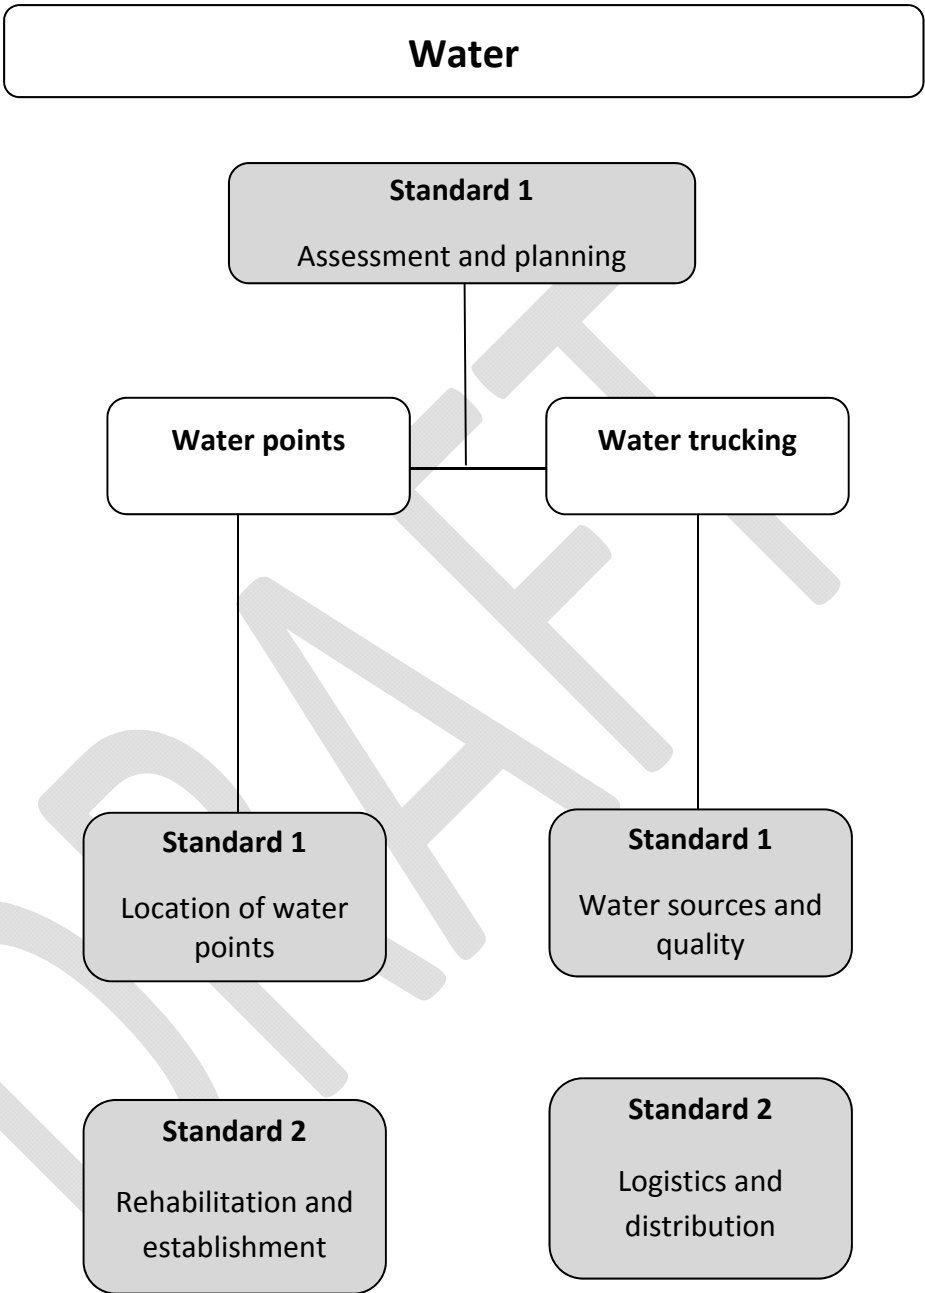 Water
Standard 1
Assessment and planning
Water points
Water trucking
Standard 1
Location of water
points
Standard 1
Water sources and
quality
Standard 2
Rehabilitation and
establishment
Standard 2
Logistics and
distribution
DRAFT